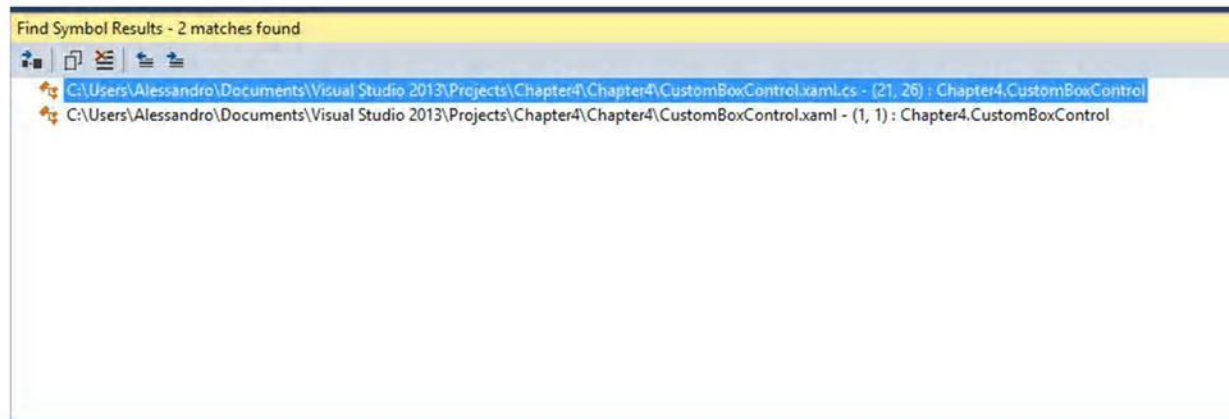 Find Symbol Results - 2 matches found
C:\Users\Alessandro\Documents\Visual Studio 2013\Projects\Chapter4\Chapter4\CustomBoxControl.xaml.cs - (21, 26) : Chapter4.CustomBoxControl
C:\Users\Alessandro\Documents\Visual Studio 2013\Projects\Chapter4\Chapter4\CustomBoxControl.xaml - (1, 1) : Chapter4.CustomBoxControl